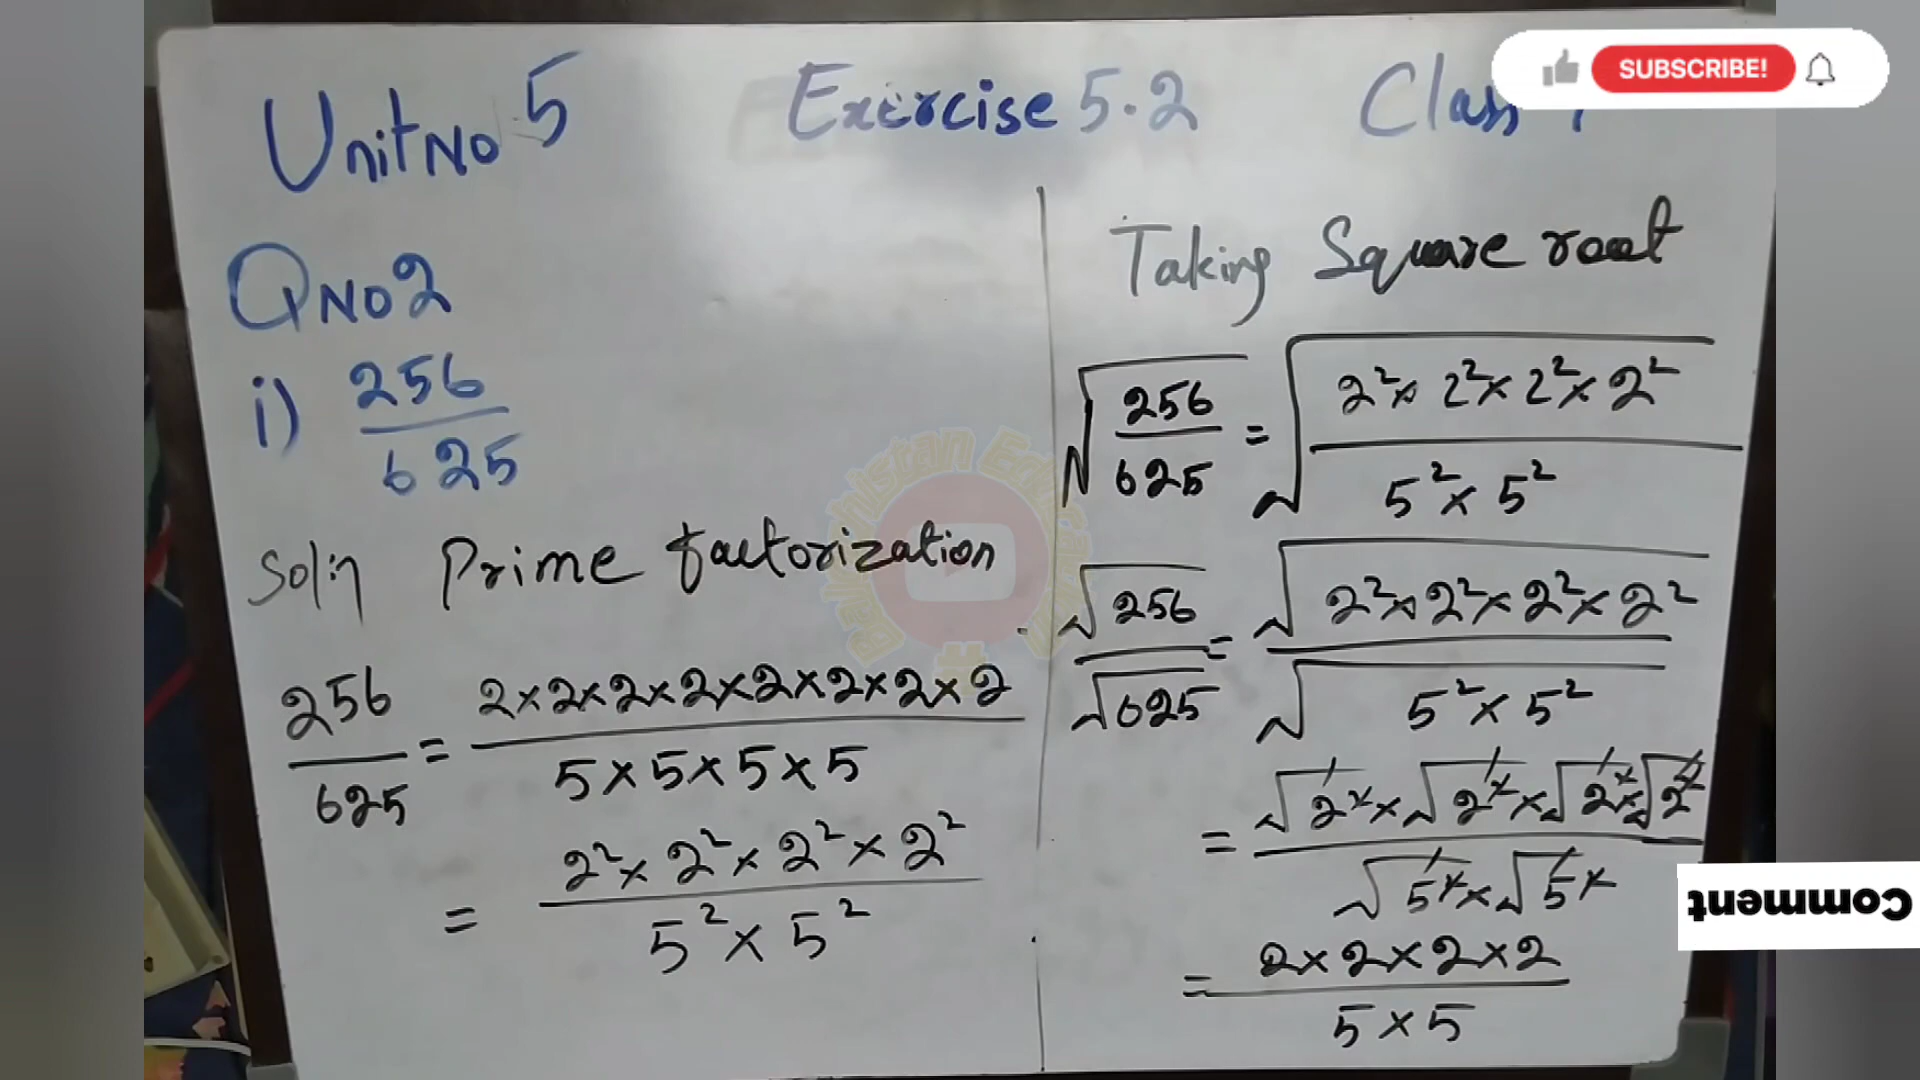 SUBSCRIBE!
Unit No 5 Exercise 5.2 Class
Q No 2
i) 256/625
Prime factorization
256/625 = 2×2×2×2×2×2×2×2 / 5×5×5×5
= 2²×2²×2²×2² / 5²×5²
Taking Square root
√(256/625) = √(2²×2²×2²×2² / 5²×5²)
√256/√625 = √(2²×2²×2²×2²) / √(5²×5²)
= √2²×√2²×√2²×√2² / √5²×√5²
= 2×2×2×2 / 5×5
Comment